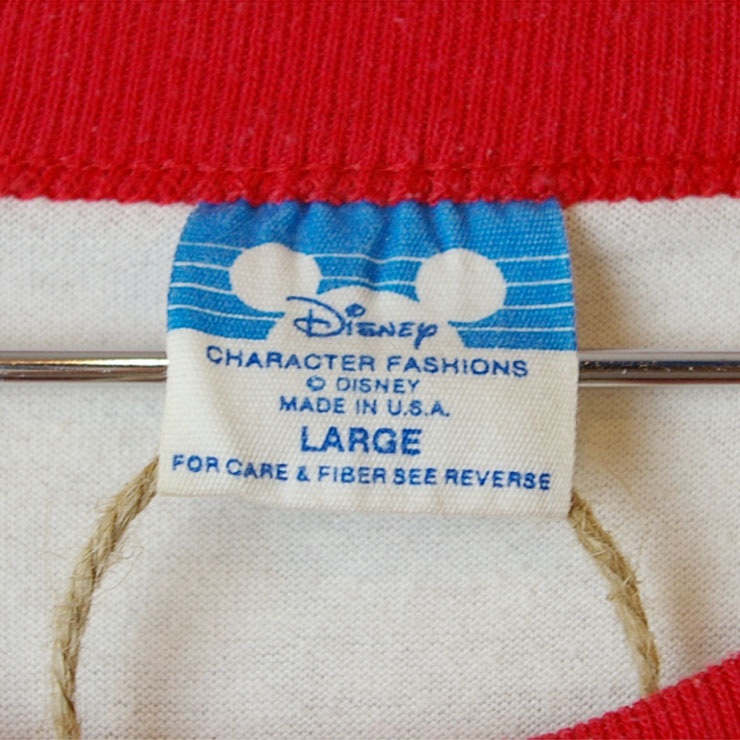 Disney
CHARACTER FASHIONS
© DISNEY
MADE IN U.S.A.
LARGE
FOR CARE & FIBER SEE REVERSE